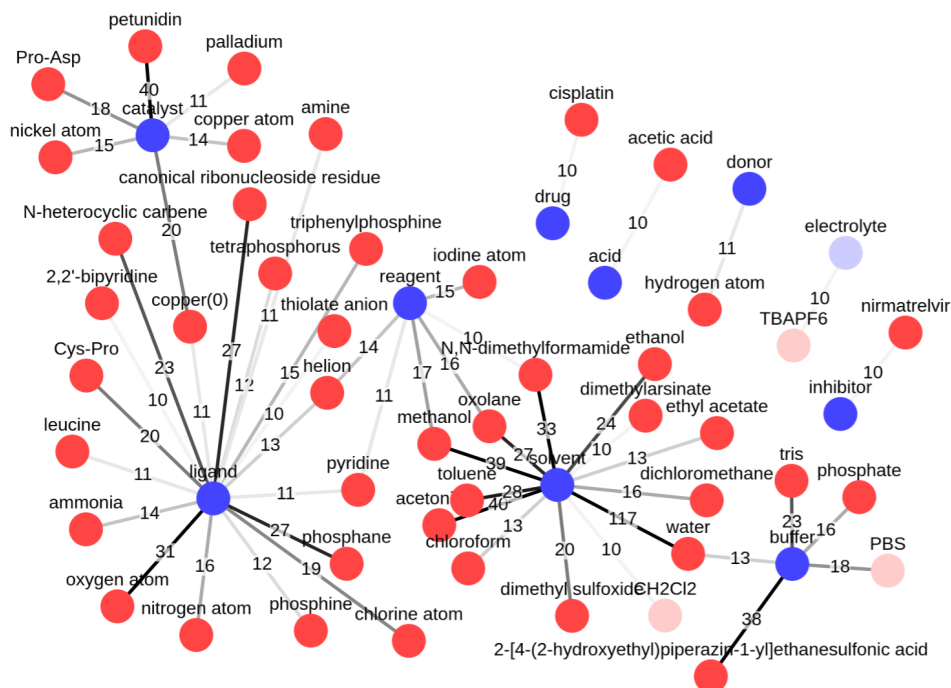 petunidin
Pro-Asp
palladium
40
11
cisplatin
18
catalyst
amine
nickel atom
copper atom
acetic acid
15
14
donor
10
canonical ribonucleoside residue
drug
N-heterocyclic carbene
triphenylphosphine
10
electrolyte
20
tetraphosphorus
iodine atom
11
2,2'-bipyridine
reagent
acid
hydrogen atom
copper(0)
thiolate anion
15
10
11
TBAPF6
nirmatrelvir
27
14
10
N,N-dimethylformamide
ethanol
Cys-Pro
23
helion
16
15
17
10
dimethylarsinate
inhibitor
10
11
10
11
methanol
oxolane
ethyl acetate
leucine
20
13
33
24
27
10
13
11
ligand
pyridine
39
solvent
tris
toluene
28
dichloromethane
phosphate
ammonia
11
40
16
14
27
13
117
23
16
31
phosphane
chloroform
water
buffer
PBS
16
12
19
20
10
13
18
oxygen atom
nitrogen atom
phosphine
chlorine atom
dimethyl sulfoxide
CH2Cl2
38
2-[4-(2-hydroxyethyl)piperazin-1-yl]ethanesulfonic acid